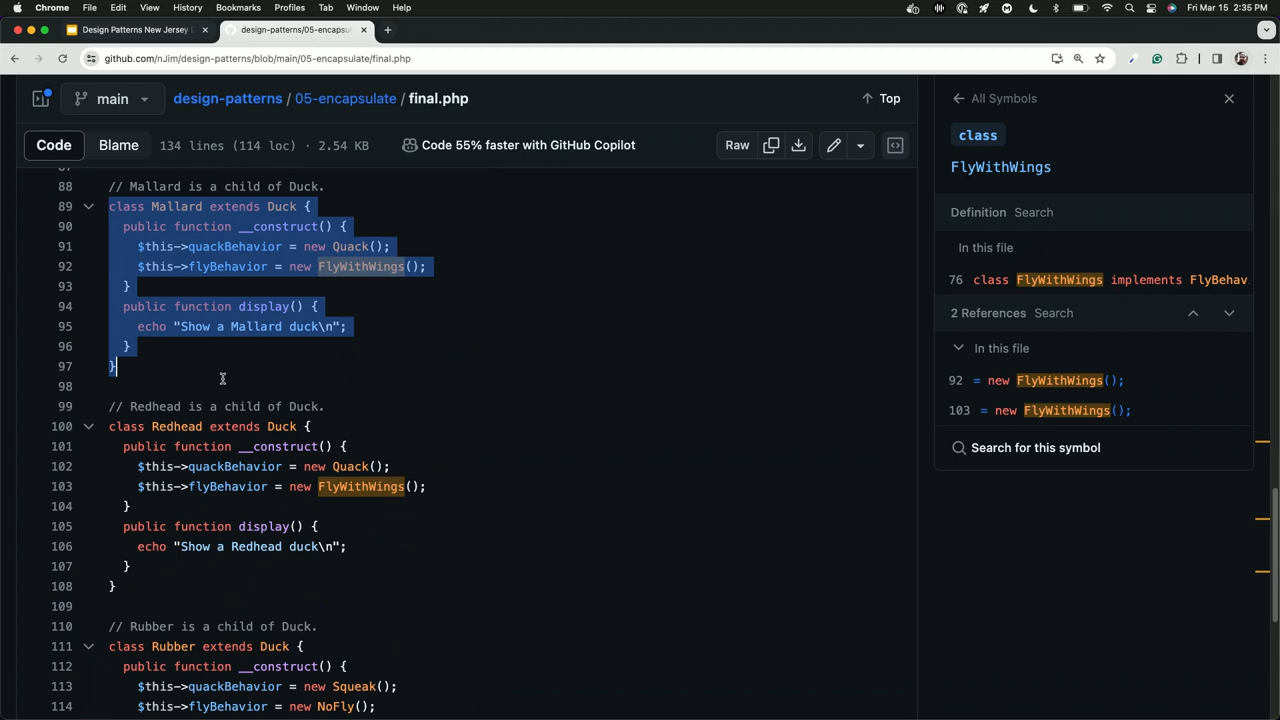 Chrome File Edit View History Bookmarks Profiles Tab Window Help Fri Mar 15 2:35 PM
Design Patterns New Jersey
design-patterns/05-encapsul
github.com/nJim/design-patterns/blob/main/05-encapsulate/final.php
main design-patterns / 05-encapsulate / final.php Top
Code Blame 134 lines (114 loc) · 2.54 KB Code 55% faster with GitHub Copilot Raw
87
88 // Mallard is a child of Duck.
89 class Mallard extends Duck {
90 public function __construct() {
91 $this->quackBehavior = new Quack();
92 $this->flyBehavior = new FlyWithWings();
93 }
94 public function display() {
95 echo "Show a Mallard duck\n";
96 }
97 }
98
99 // Redhead is a child of Duck.
100 class Redhead extends Duck {
101 public function __construct() {
102 $this->quackBehavior = new Quack();
103 $this->flyBehavior = new FlyWithWings();
104 }
105 public function display() {
106 echo "Show a Redhead duck\n";
107 }
108 }
109
110 // Rubber is a child of Duck.
111 class Rubber extends Duck {
112 public function __construct() {
113 $this->quackBehavior = new Squeak();
114 $this->flyBehavior = new NoFly();
All Symbols
class
FlyWithWings
Definition Search
In this file
76 class FlyWithWings implements FlyBehav
2 References Search
In this file
92 = new FlyWithWings();
103 = new FlyWithWings();
Search for this symbol